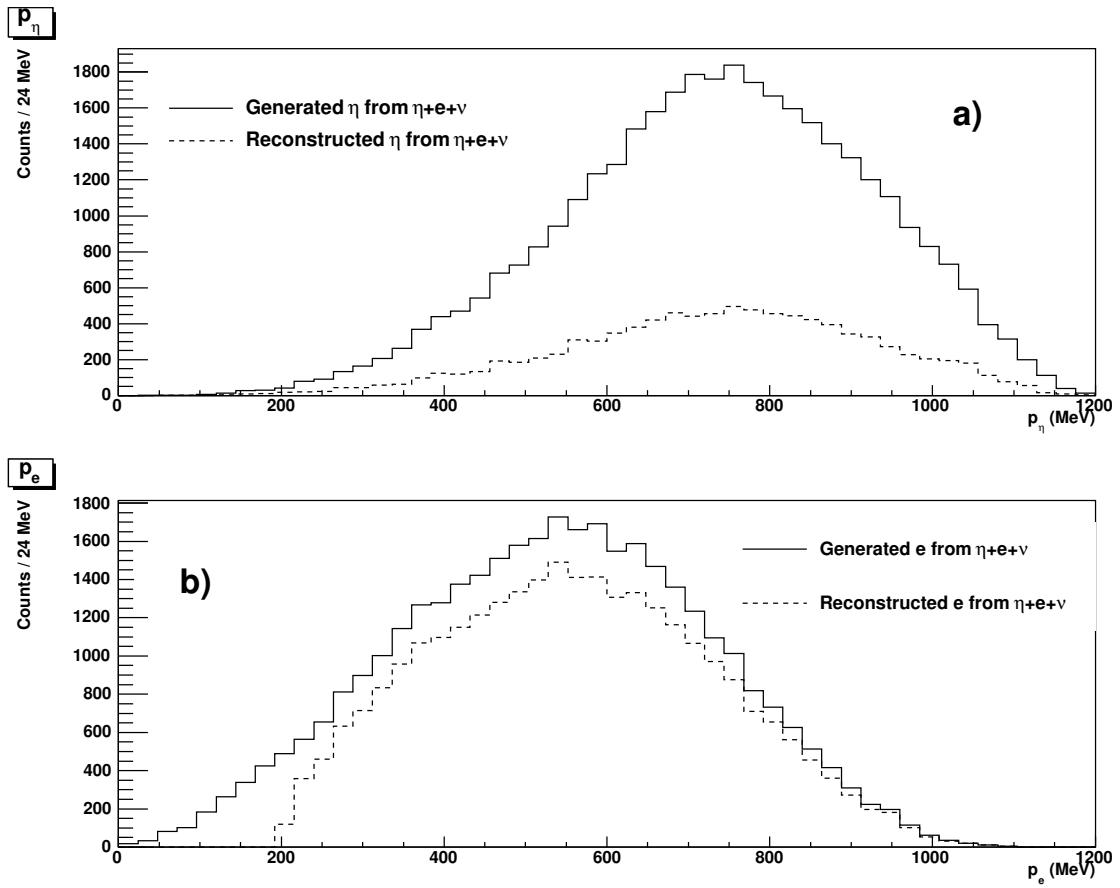 p_η
Counts / 24 MeV
1800
1600
1400
1200
1000
800
600
400
200
0
Generated η from η+e+ν
Reconstructed η from η+e+ν
a)
0 200 400 600 800 1000 1200
p_η (MeV)
p_e
Counts / 24 MeV
1800
1600
1400
1200
1000
800
600
400
200
0
b)
Generated e from η+e+ν
Reconstructed e from η+e+ν
0 200 400 600 800 1000 1200
p_e (MeV)